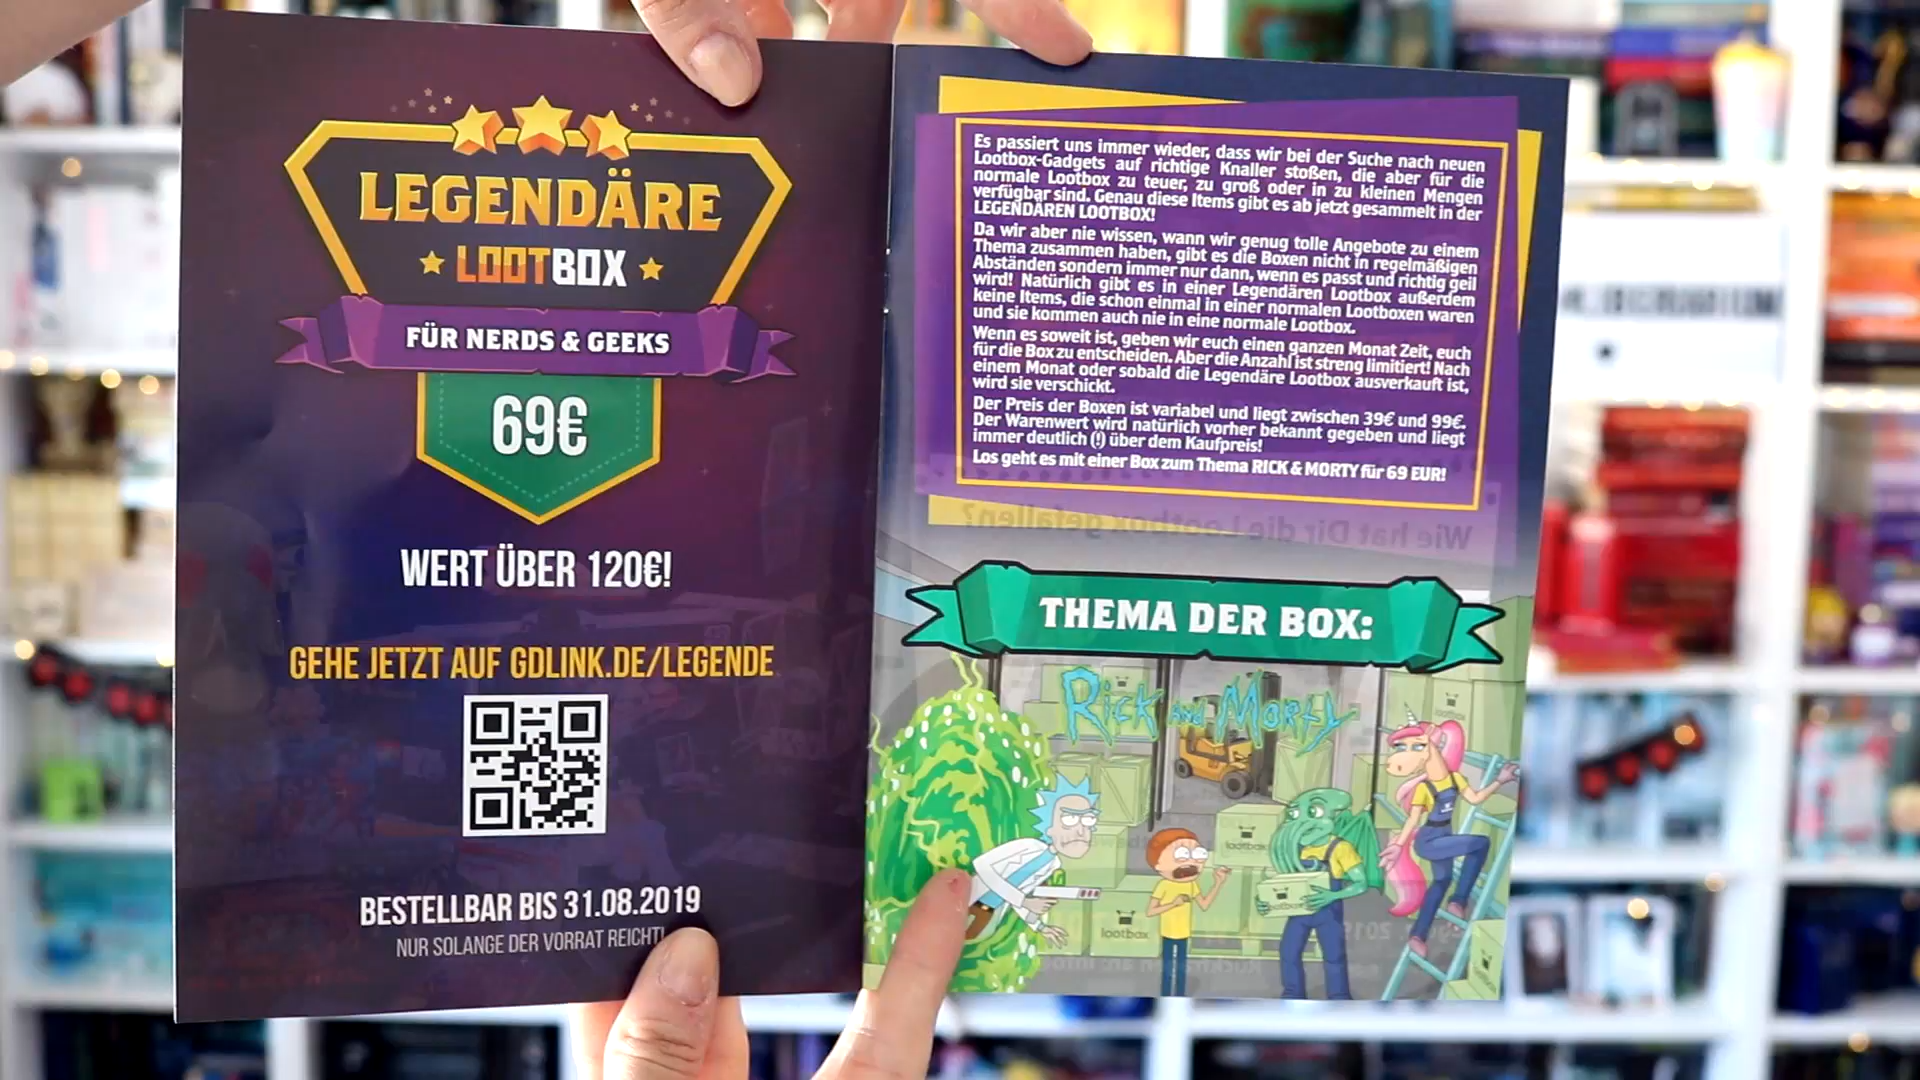 LEGENDÄRE
LOOTBOX
FÜR NERDS & GEEKS
69€
WERT ÜBER 120€!
GEHE JETZT AUF GDLINK.DE/LEGENDE
BESTELLBAR BIS 31.08.2019
NUR SOLANGE DER VORRAT REICHT!
Es passiert uns immer wieder, dass wir bei der Suche nach neuen
Lootbox-Gadgets auf richtige Knaller stoßen, die aber für die
normale Lootbox zu teuer, zu groß oder in zu kleinen Mengen
verfügbar sind. Genau diese Items gibt es ab jetzt gesammelt in der
LEGENDÄREN LOOTBOX!
Da wir aber nie wissen, wann wir genug tolle Angebote zu einem
Thema zusammen haben, gibt es die Boxen nicht in regelmäßigen
Abständen sondern immer nur dann, wenn es passt und richtig geil
wird! Natürlich gibt es in einer Legendären Lootbox außerdem
keine Items, die schon einmal in einer normalen Lootboxen waren
und sie kommen auch nie in eine normale Lootbox.
Wenn es soweit ist, geben wir euch einen ganzen Monat Zeit, euch
für die Box zu entscheiden. Aber die Anzahl ist streng limitiert! Nach
einem Monat oder sobald die Legendäre Lootbox ausverkauft ist,
wird sie verschickt.
Der Preis der Boxen ist variabel und liegt zwischen 39€ und 99€.
Der Warenwert wird natürlich vorher bekannt gegeben und liegt
immer deutlich (!) über dem Kaufpreis!
Los geht es mit einer Box zum Thema RICK & MORTY für 69 EUR!
Wie hat Dir die Lootbox gefallen?
THEMA DER BOX:
Rick and Morty
lootbox
lootbox
lootbox